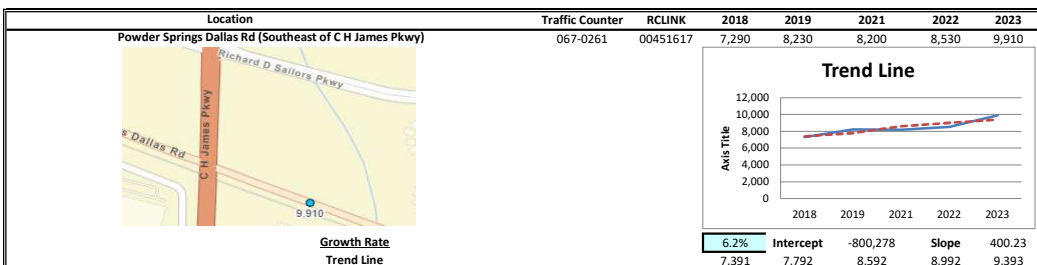 Location Traffic Counter RCLINK 2018 2019 2021 2022 2023
Powder Springs Dallas Rd (Southeast of C H James Pkwy) 067-0261 00451617 7,290 8,230 8,200 8,530 9,910
Richard D Sailors Pkwy
C H James Pkwy
s Dallas Rd
9,910
Trend Line
Axis Title
12,000
10,000
8,000
6,000
4,000
2,000
0
2018 2019 2021 2022 2023
Growth Rate 6.2% Intercept -800,278 Slope 400.23
Trend Line 7,391 7,792 8,592 8,992 9,393